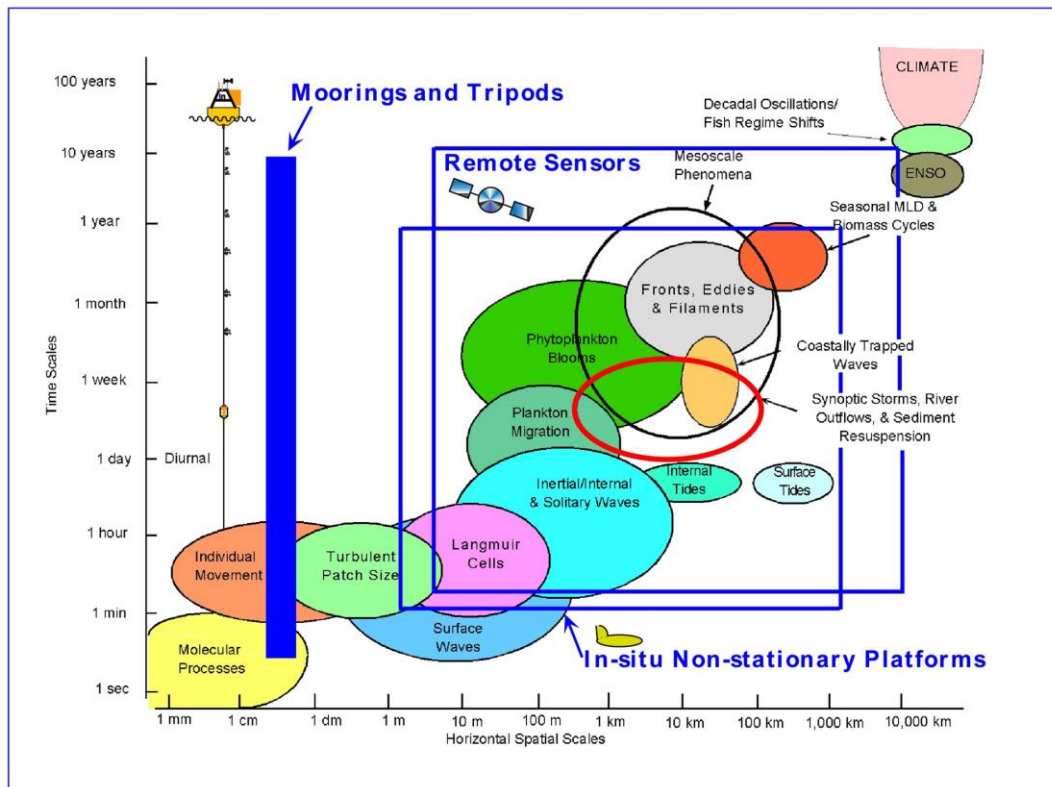 CLIMATE
100 years
Moorings and Tripods
Decadal Oscillations/
Fish Regime Shifts
10 years
Remote Sensors
Mesoscale
Phenomena
ENSO
Seasonal MLD &
Biomass Cycles
1 year
Fronts, Eddies
& Filaments
1 month
Phytoplankton
Blooms
Coastally Trapped
Waves
Time Scales
1 week
Synoptic Storms, River
Outflows, & Sediment
Resuspension
Plankton
Migration
1 day
Diurnal
Internal
Tides
Surface
Tides
Inertial/Internal
& Solitary Waves
1 hour
Individual
Movement
Turbulent
Patch Size
Langmuir
Cells
1 min
Surface
Waves
Molecular
Processes
In-situ Non-stationary Platforms
1 sec
1 mm
1 cm
1 dm
1 m
10 m
100 m
1 km
10 km
100 km
1,000 km
10,000 km
Horizontal Spatial Scales